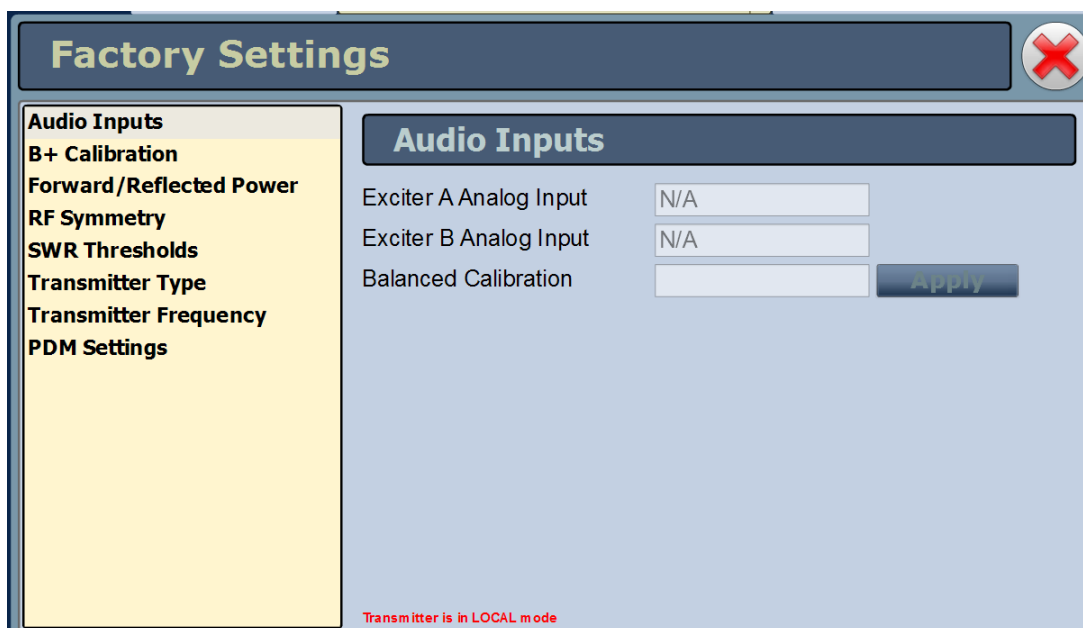 Factory Settings
Audio Inputs
B+ Calibration
Forward/Reflected Power
RF Symmetry
SWR Thresholds
Transmitter Type
Transmitter Frequency
PDM Settings
Audio Inputs
Exciter A Analog Input N/A
Exciter B Analog Input N/A
Balanced Calibration Apply
Transmitter is in LOCAL mode